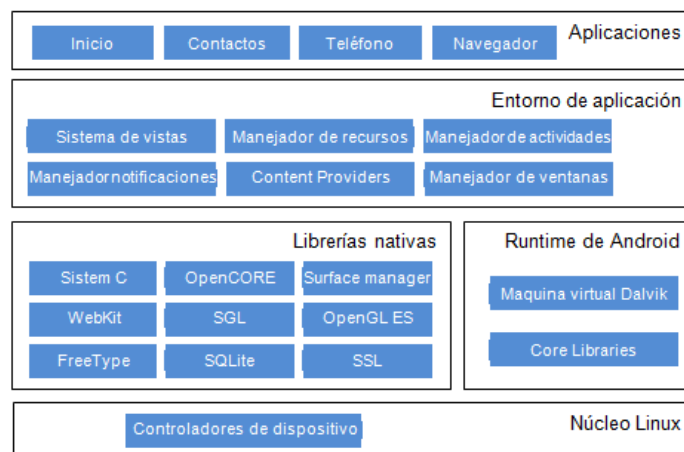 Aplicaciones
Inicio
Contactos
Teléfono
Navegador
Entorno de aplicación
Sistema de vistas
Manejador de recursos
Manejador de actividades
Manejador notificaciones
Content Providers
Manejador de ventanas
Librerías nativas
Sistem C
OpenCORE
Surface manager
WebKit
SGL
OpenGL ES
FreeType
SQLite
SSL
Runtime de Android
Maquina virtual Dalvik
Core Libraries
Núcleo Linux
Controladores de dispositivo